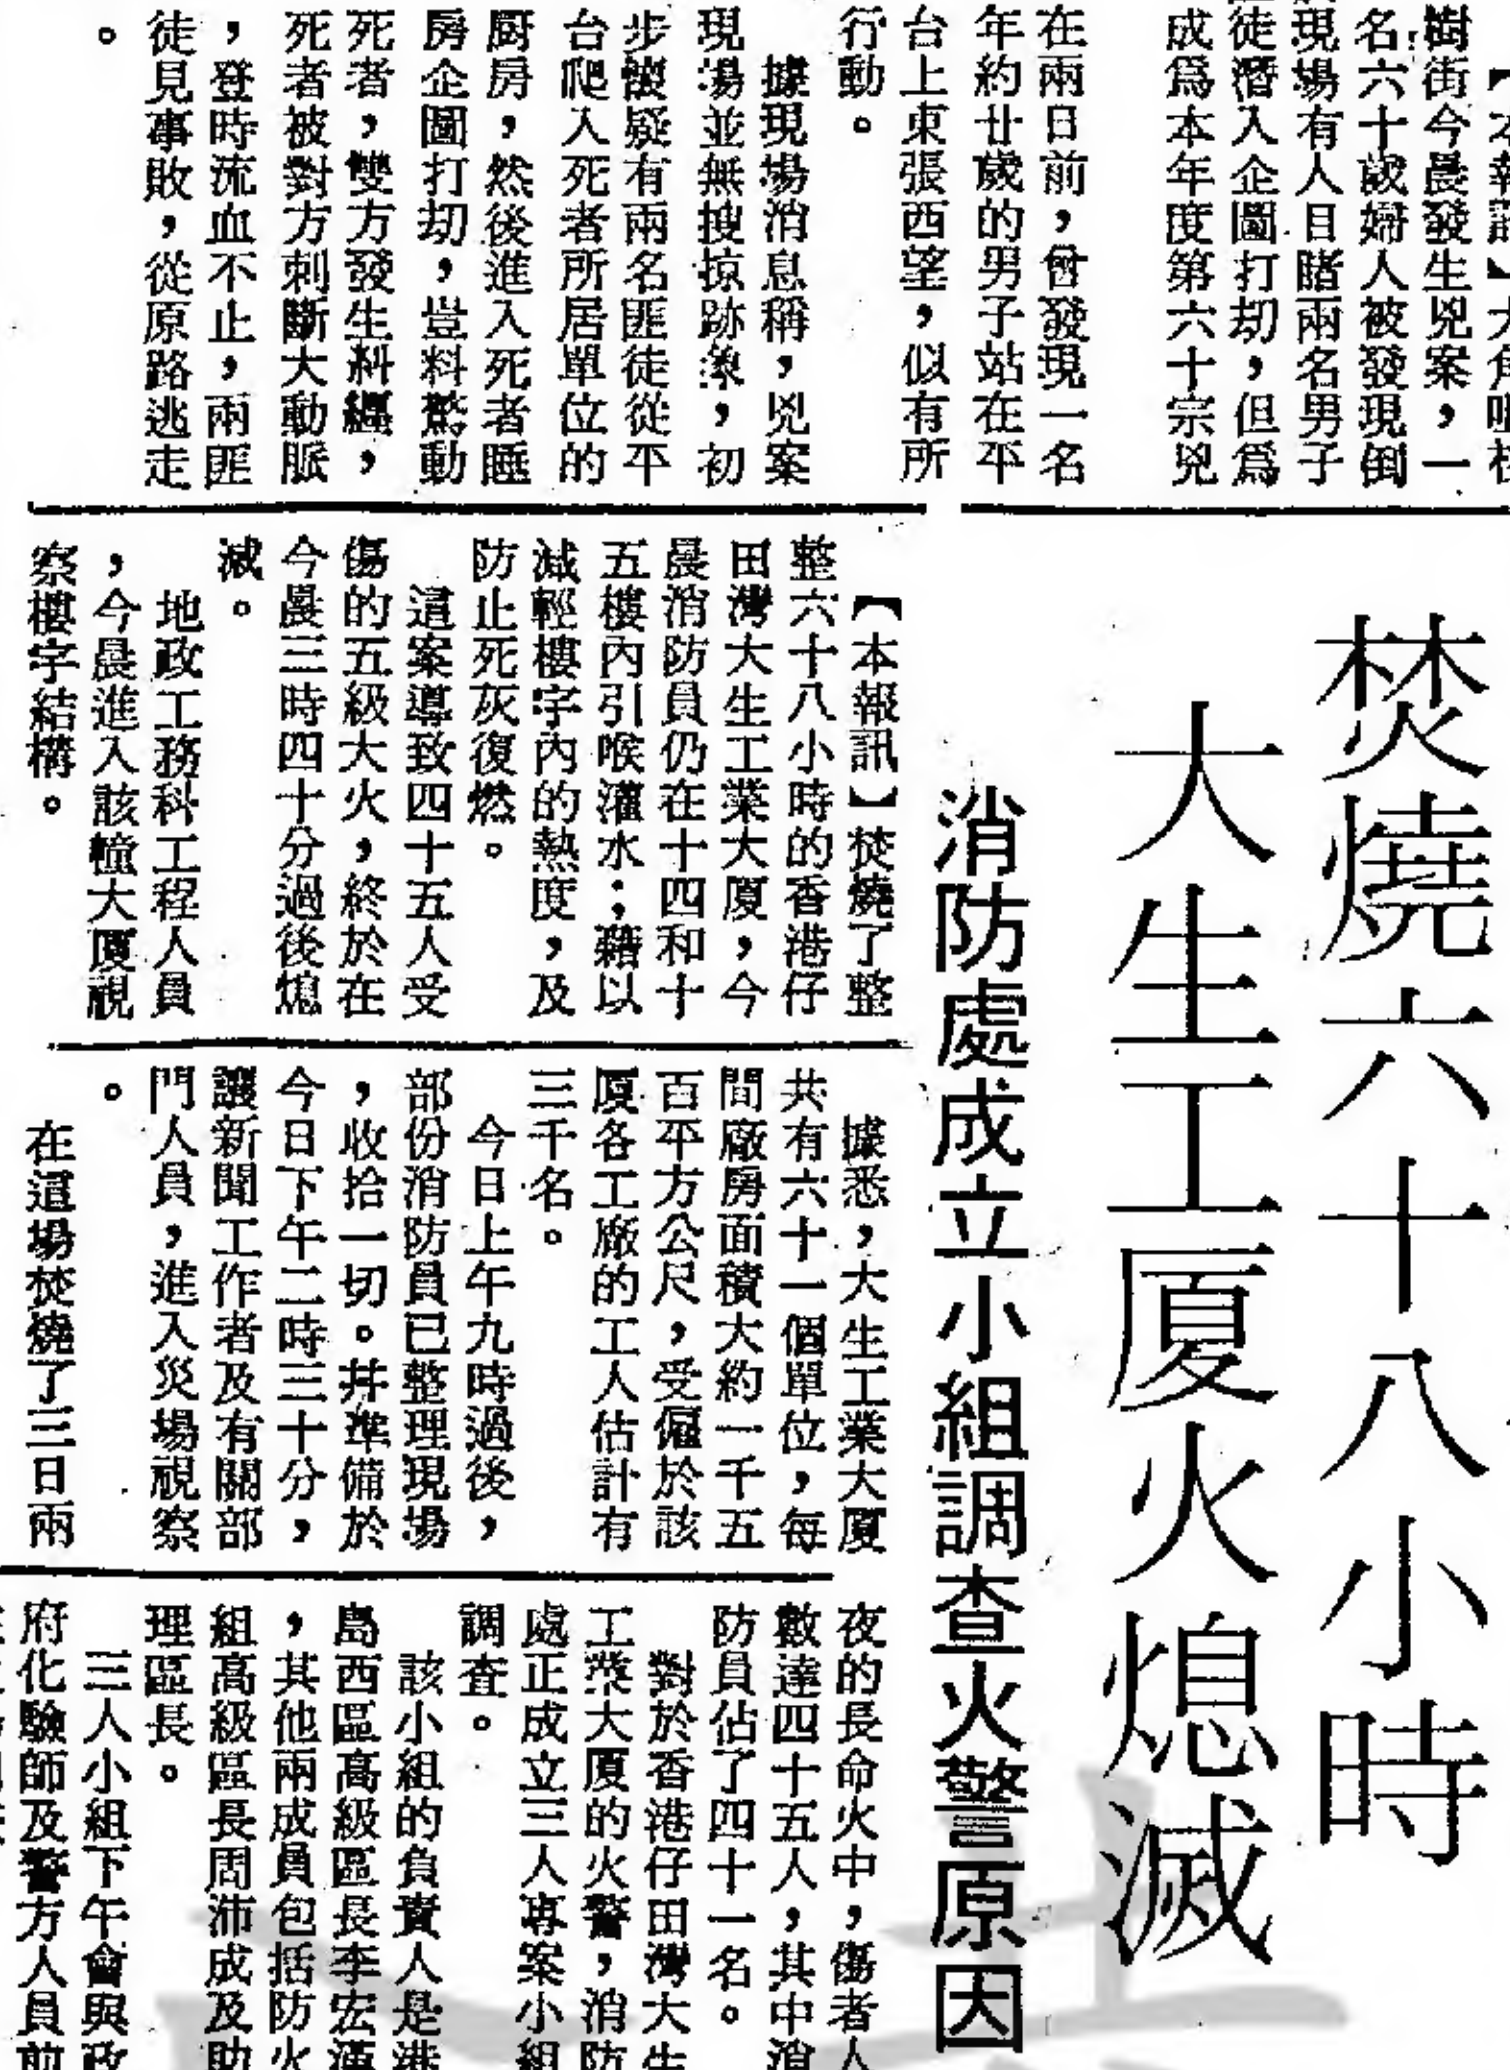 【本報訊】大角咀
樹街今晨發生兇案，一
名六十歲婦人被發現倒
現場有人目睹兩名男子
徒潛入企圖打刧，但爲
成爲本年度第六十宗兇
在兩日前，曾發現一名
年約廿歲的男子站在平
台上東張西望，似有所
行動。
據現場消息稱，兇案
現場並無搜掠跡象，初
步懷疑有兩名匪徒從平
台爬入死者所居單位的
厨房，然後進入死者睡
房企圖打刧，豈料驚動
死者，雙方發生糾纒，
死者被對方刺斷大動脈
，登時流血不止，兩匪
徒見事敗，從原路逃走
。
焚燒六十八小時
大生工厦火熄滅
消防處成立小組調查火警原因
【本報訊】焚燒了整
整六十八小時的香港仔
田灣大生工業大厦，今
晨消防員仍在十四和十
五樓內引喉灌水；藉以
減輕樓宇內的熱度，及
防止死灰復燃。
這案導致四十五人受
傷的五級大火，終於在
今晨三時四十分過後熄
滅。
地政工務科工程人員
，今晨進入該幢大厦視
察樓宇結構。
據悉，大生工業大厦
共有六十一個單位，每
間廠房面積大約一千五
百平方公尺，受僱於該
厦各工廠的工人估計有
三千名。
今日上午九時過後，
部份消防員已整理現場
，收拾一切。幷準備於
今日下午二時三十分，
讓新聞工作者及有關部
門人員，進入災場視察
。
在這場焚燒了三日兩
夜的長命火中，傷者人
數達四十五人，其中消
防員佔了四十一名。
對於香港仔田灣大生
工業大厦的火警，消防
處正成立三人專案小組
調查。
該小組的負責人是港
島西區高級區長李宏漢
，其他兩成員包括防火
組高級區長周沛成及助
理區長。
三人小組下午會與政
府化驗師及警方人員前